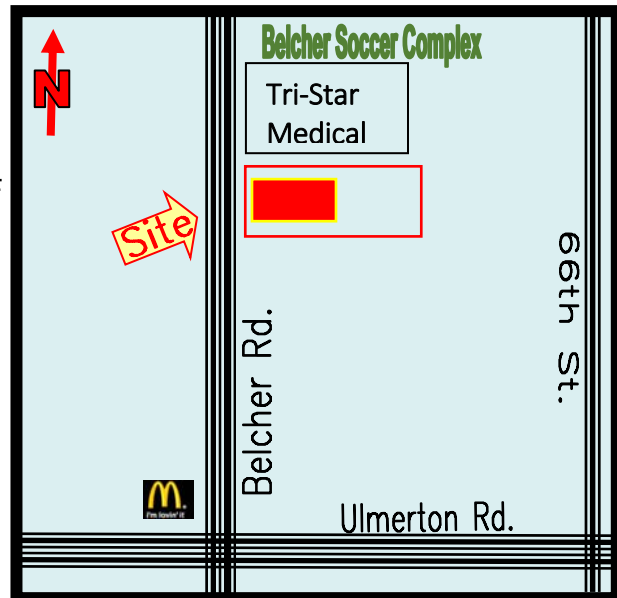 Belcher Soccer Complex
N
Tri-Star
Medical
Site
66th St.
Belcher Rd.
M.
i'm lovin' it
Ulmerton Rd.